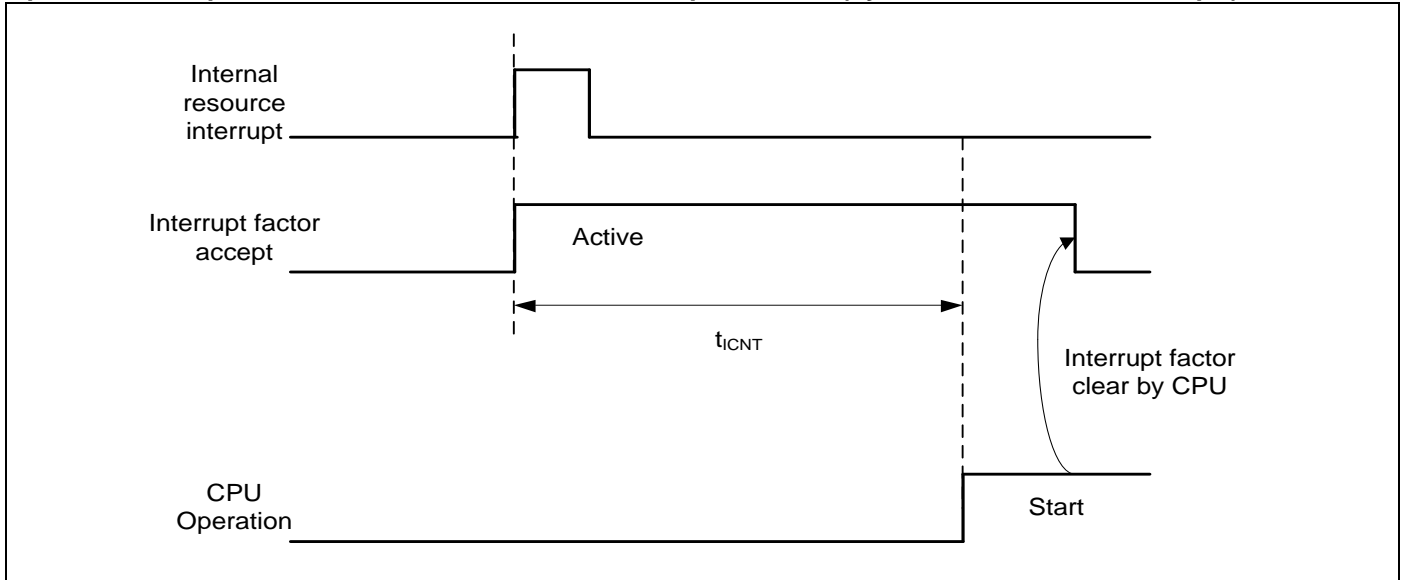 Internal
resource
interrupt
Interrupt factor
accept
Active
tICNT
Interrupt factor
clear by CPU
CPU
Operation
Start